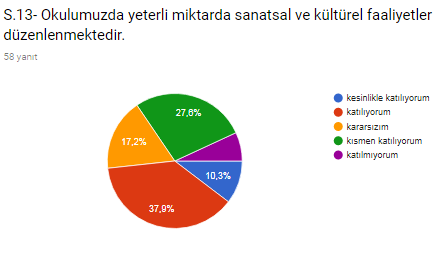 S.13- Okulumuzda yeterli miktarda sanatsal ve kültürel faaliyetler
düzenlenmektedir.
58 yanıt
27,6%
17,2%
10,3%
37,9%
kesinlikle katılıyorum
katılıyorum
kararsızım
kısmen katılıyorum
katılmıyorum